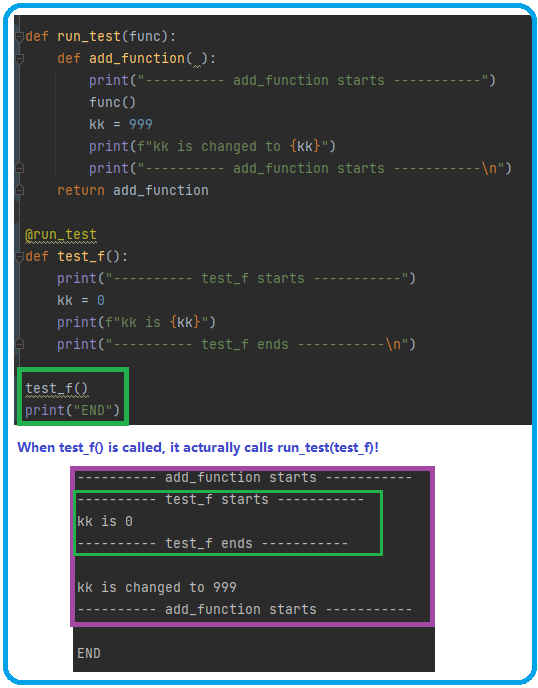 def run_test(func):
    def add_function(_):
        print("---------- add_function starts -----------")
        func()
        kk = 999
        print(f"kk is changed to {kk}")
        print("---------- add_function starts -----------\n")
    return add_function
@run_test
def test_f():
    print("---------- test_f starts -----------")
    kk = 0
    print(f"kk is {kk}")
    print("---------- test_f ends -----------\n")
test_f()
print("END")
When test_f() is called, it acturally calls run_test(test_f)!
---------- add_function starts -----------
---------- test_f starts -----------
kk is 0
---------- test_f ends -----------
kk is changed to 999
---------- add_function starts -----------
END